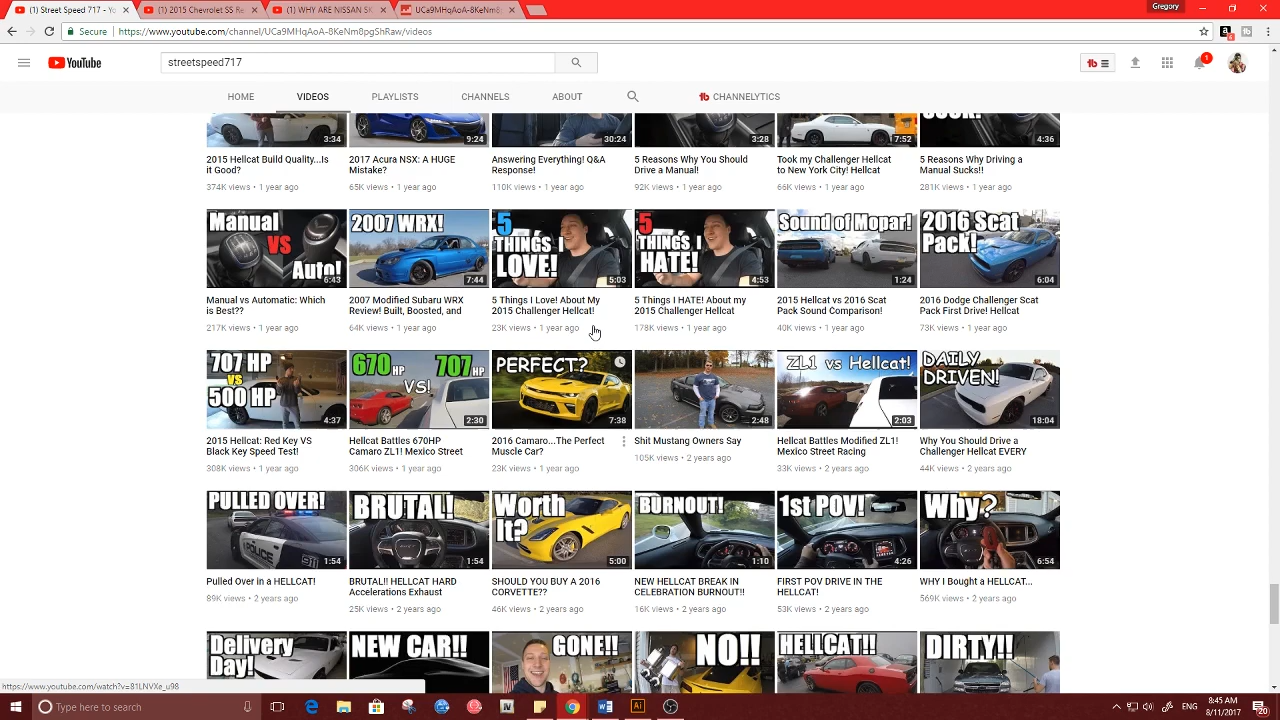 Gregory
(1) Street Speed 717 - Yo
(1) 2015 Chevrolet SS Re
(1) WHY ARE NISSAN SK
UCa9MHqAoA-8KeNm8
Secure
https://www.youtube.com/channel/UCa9MHqAoA-8KeNm8pgShRaw/videos
YouTube
streetspeed717
tb
1
HOME VIDEOS PLAYLISTS CHANNELS ABOUT tb CHANNELYTICS
3:34 9:24 30:24 3:28 7:52 4:36
2015 Hellcat Build Quality...Is 2017 Acura NSX: A HUGE Answering Everything! Q&A 5 Reasons Why You Should Took my Challenger Hellcat 5 Reasons Why Driving a
it Good? Mistake? Response! Drive a Manual! to New York City! Hellcat Manual Sucks!!
374K views • 1 year ago 65K views • 1 year ago 110K views • 1 year ago 92K views • 1 year ago 66K views • 1 year ago 281K views • 1 year ago
Manual VS Auto! 2007 WRX! 5 THINGS I LOVE! 5 THINGS I HATE! Sound of Mopar! 2016 Scat Pack!
6:43 7:44 5:03 4:53 1:24 6:04
Manual vs Automatic: Which 2007 Modified Subaru WRX 5 Things I Love! About My 5 Things I HATE! About my 2015 Hellcat vs 2016 Scat 2016 Dodge Challenger Scat
is Best?? Review! Built, Boosted, and 2015 Challenger Hellcat! 2015 Challenger Hellcat Pack Sound Comparison! Pack First Drive! Hellcat
217K views • 1 year ago 64K views • 1 year ago 23K views • 1 year ago 178K views • 1 year ago 40K views • 1 year ago 73K views • 1 year ago
707 HP VS 500 HP 670 HP VS! 707 HP PERFECT? ZL1 vs Hellcat! DAILY DRIVEN!
4:37 2:30 7:38 2:48 2:03 18:04
2015 Hellcat: Red Key VS Hellcat Battles 670HP 2016 Camaro...The Perfect Shit Mustang Owners Say Hellcat Battles Modified ZL1! Why You Should Drive a
Black Key Speed Test! Camaro ZL1! Mexico Street Muscle Car? Mexico Street Racing Challenger Hellcat EVERY
308K views • 1 year ago 306K views • 1 year ago 23K views • 1 year ago 105K views • 2 years ago 33K views • 2 years ago 44K views • 2 years ago
PULLED OVER! BRUTAL! Worth It? BURNOUT! 1st POV! Why?
1:54 1:54 5:00 1:10 4:26 6:54
Pulled Over in a HELLCAT! BRUTAL!! HELLCAT HARD SHOULD YOU BUY A 2016 NEW HELLCAT BREAK IN FIRST POV DRIVE IN THE WHY I Bought a HELLCAT...
Accelerations Exhaust CORVETTE?? CELEBRATION BURNOUT!! HELLCAT!
89K views • 2 years ago 25K views • 2 years ago 46K views • 2 years ago 16K views • 2 years ago 53K views • 2 years ago 569K views • 2 years ago
Delivery Day! NEW CAR!! GONE!! NO!! HELLCAT!! DIRTY!!
https://www.youtube.com/watch?v=81LNVXe_u98
Type here to search
ENG
8:45 AM
8/11/2017
20